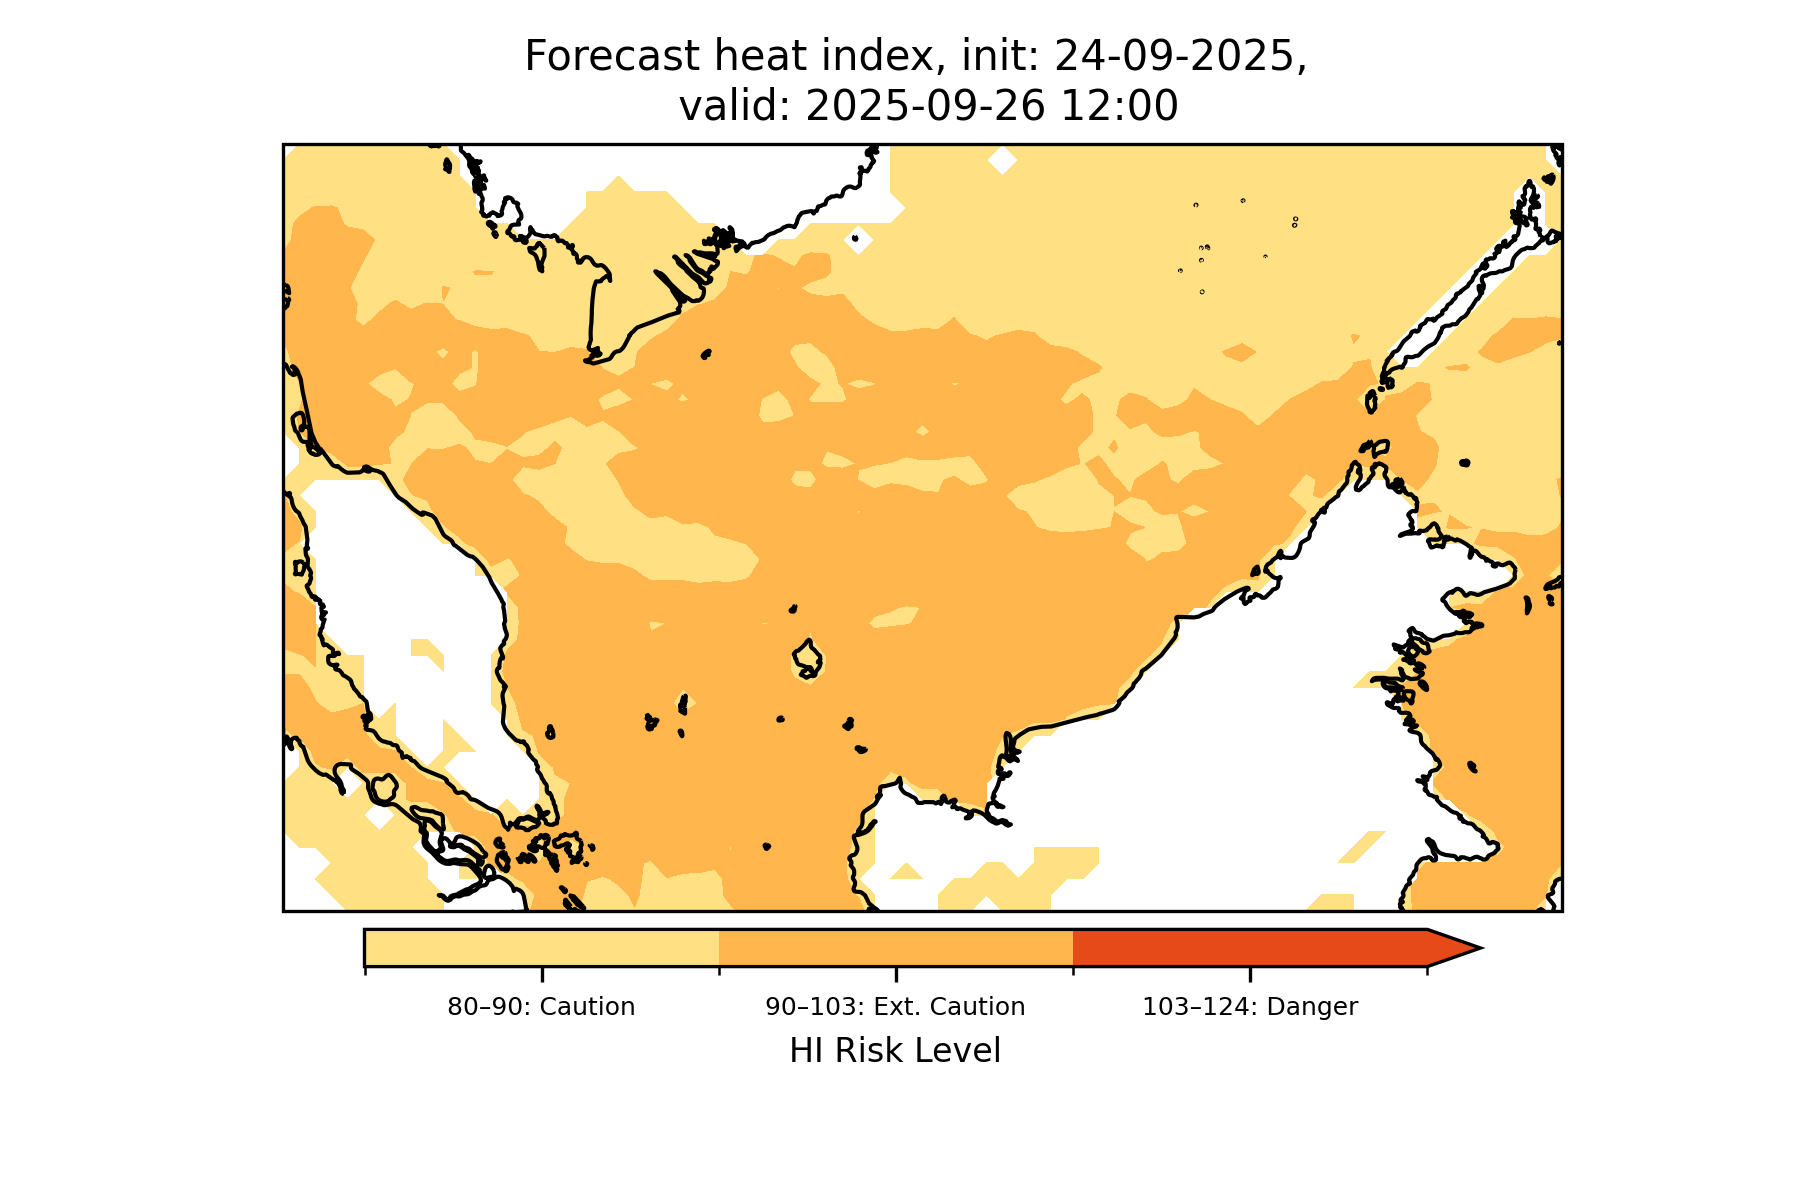 Forecast heat index, init: 24-09-2025,
valid: 2025-09-26 12:00
80–90: Caution
90–103: Ext. Caution
103–124: Danger
HI Risk Level